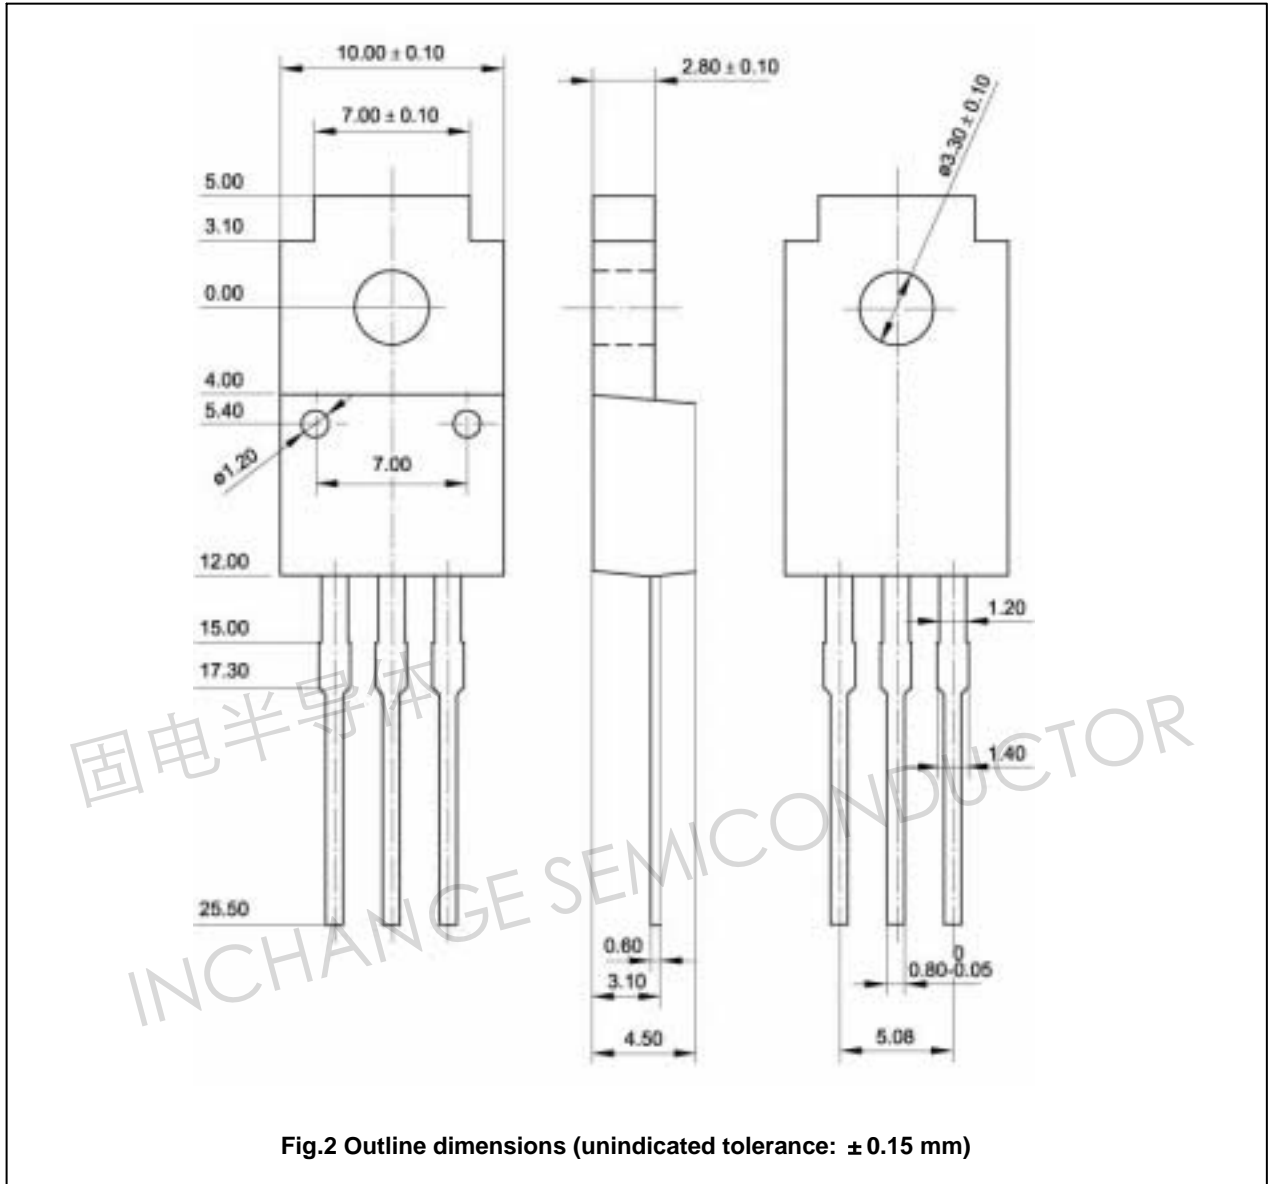 10.00 ± 0.10
2.80 ± 0.10
ø3.30 ± 0.10
7.00 ± 0.10
5.00
3.10
0.00
4.00
5.40
ø1.20
7.00
12.00
1.20
15.00
17.30
1.40
固电半导体
INCHANGE SEMICONDUCTOR
25.50
0.60
0
0.80-0.05
3.10
4.50
5.08
Fig.2 Outline dimensions (unindicated tolerance: ± 0.15 mm)